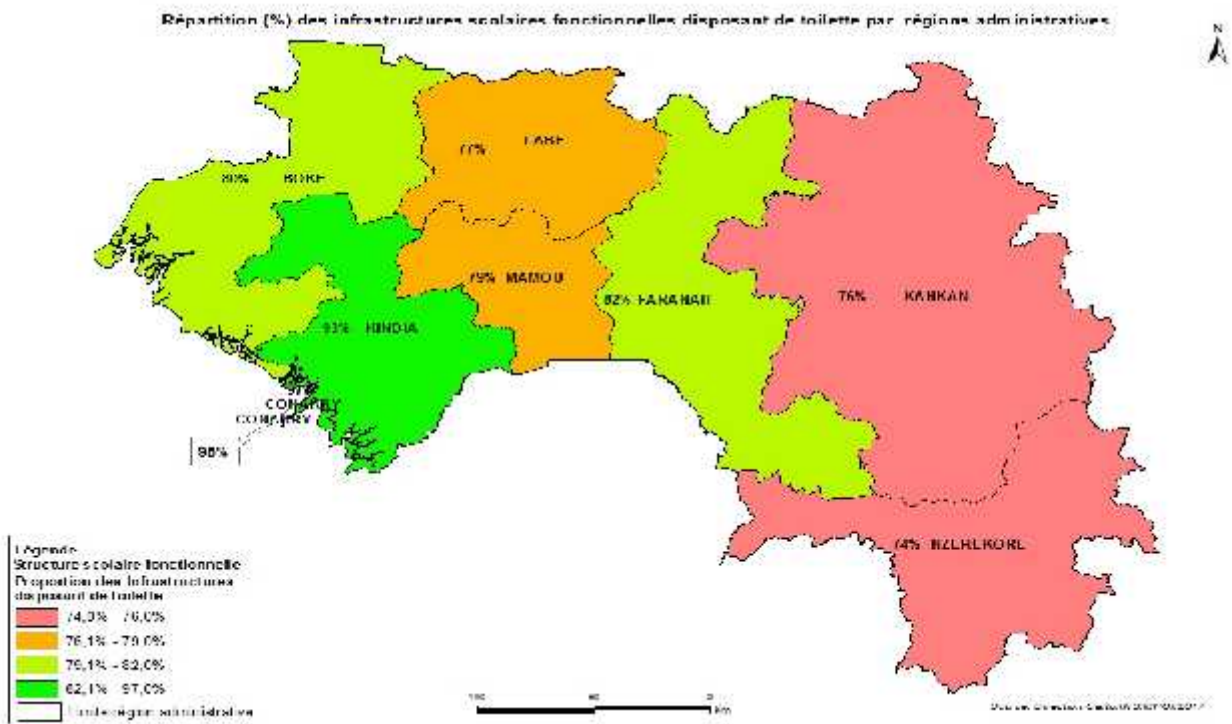 Répartition (%) des infrastructures scolaires fonctionnelles disposant de toilette par régions administratives
N
77% LABE
80% BOKE
79% MAMOU
82% FARANAH
76% KANKAN
93% KINDIA
CONAKRY
CONAKRY
74% NZEREKORE
Légende
Structure scolaire fonctionnelle
Proportion des Infrastructures
disposant de toilette
74,0% - 76,0%
76,1% - 79,0%
79,1% - 82,0%
82,1% - 97,0%
Limite région administrative
Km